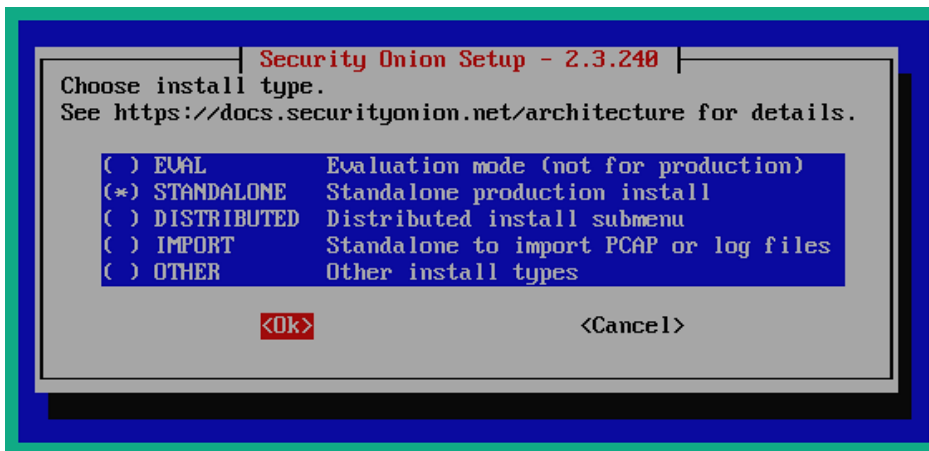 Security Onion Setup - 2.3.240
Choose install type.
See https://docs.securityonion.net/architecture for details.
( ) EVAL Evaluation mode (not for production)
(*) STANDALONE Standalone production install
( ) DISTRIBUTED Distributed install submenu
( ) IMPORT Standalone to import PCAP or log files
( ) OTHER Other install types
<Ok> <Cancel>